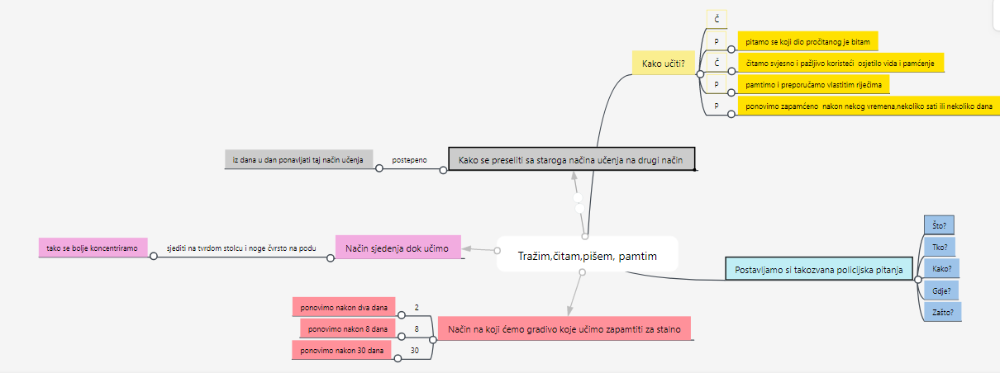 Č
P
pitamo se koji dio pročitanog je bitam
Kako učiti?
Č
čitamo svjesno i pažljivo koristeći  osjetilo vida i pamćenje
P
pamtimo i preporučamo vlastitim riječima
P
ponovimo zapamćeno  nakon nekog vremena,nekoliko sati ili nekoliko dana
iz dana u dan ponavljati taj način učenja
postepeno
Kako se preseliti sa staroga načina učenja na drugi način
tako se bolje koncentriramo
sjediti na tvrdom stolcu i noge čvrsto na podu
Način sjedenja dok učimo
Tražim,čitam,pišem, pamtim
Postavljamo si takozvana policijska pitanja
Što?
Tko?
Kako?
Gdje?
Zašto?
ponovimo nakon dva dana
2
ponovimo nakon 8 dana
8
ponovimo nakon 30 dana
30
Način na koji ćemo gradivo koje učimo zapamtiti za stalno